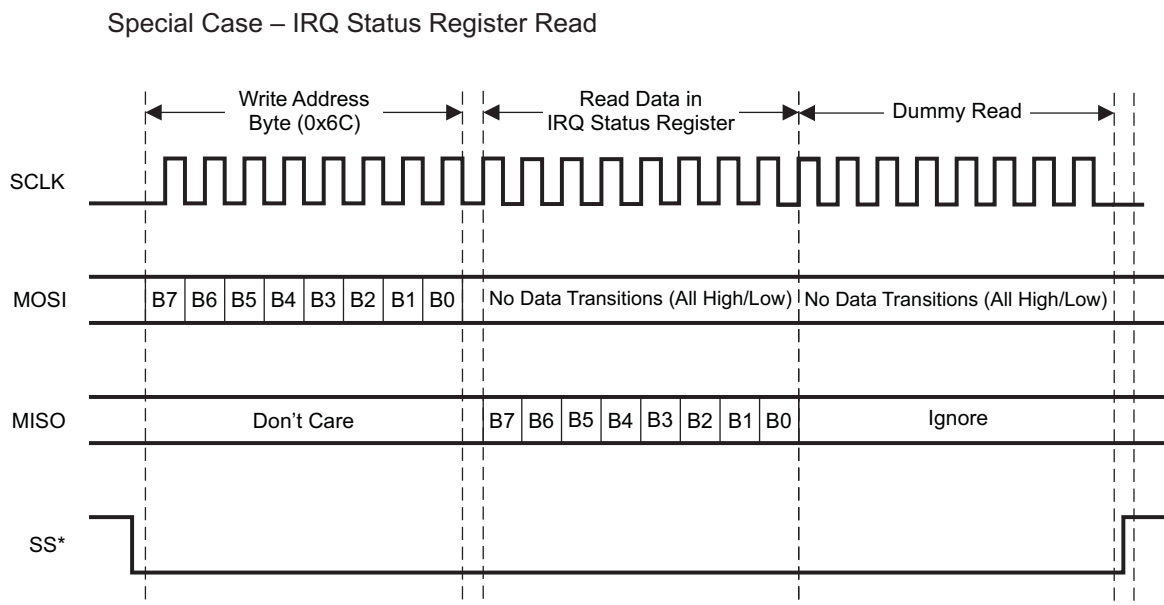 Special Case – IRQ Status Register Read
Write Address
Byte (0x6C)
Read Data in
IRQ Status Register
Dummy Read
SCLK
MOSI
B7 B6 B5 B4 B3 B2 B1 B0
No Data Transitions (All High/Low)
No Data Transitions (All High/Low)
MISO
Don’t Care
B7 B6 B5 B4 B3 B2 B1 B0
Ignore
SS*